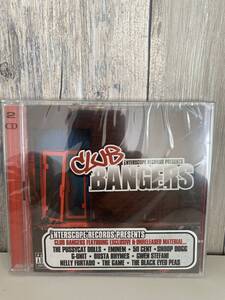 2
CD
CLUB
INTERSCOPE RECORDS PRESENTS
BANGERS
INTERSCOPE RECORDS PRESENTS
CLUB BANGERS FEATURING EXCLUSIVE & UNRELEASED MATERIAL...
THE PUSSYCAT DOLLS • EMINEM • 50 CENT • SNOOP DOGG
G-UNIT • BUSTA RHYMES • GWEN STEFANI
NELLY FURTADO • THE GAME • THE BLACK EYED PEAS